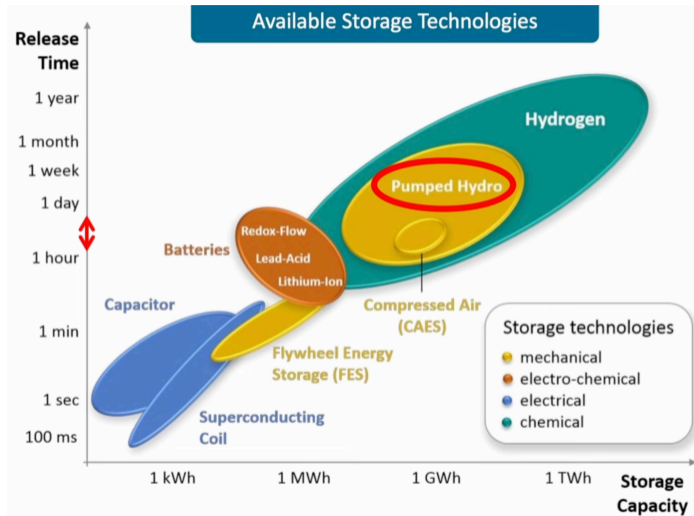 Available Storage Technologies
Release
Time
1 year
1 month
1 week
1 day
1 hour
1 min
1 sec
100 ms
Hydrogen
Pumped Hydro
Redox-Flow
Batteries
Lead-Acid
Lithium-Ion
Capacitor
Compressed Air
(CAES)
Flywheel Energy
Storage (FES)
Superconducting
Coil
Storage technologies
mechanical
electro-chemical
electrical
chemical
1 kWh
1 MWh
1 GWh
1 TWh
Storage
Capacity